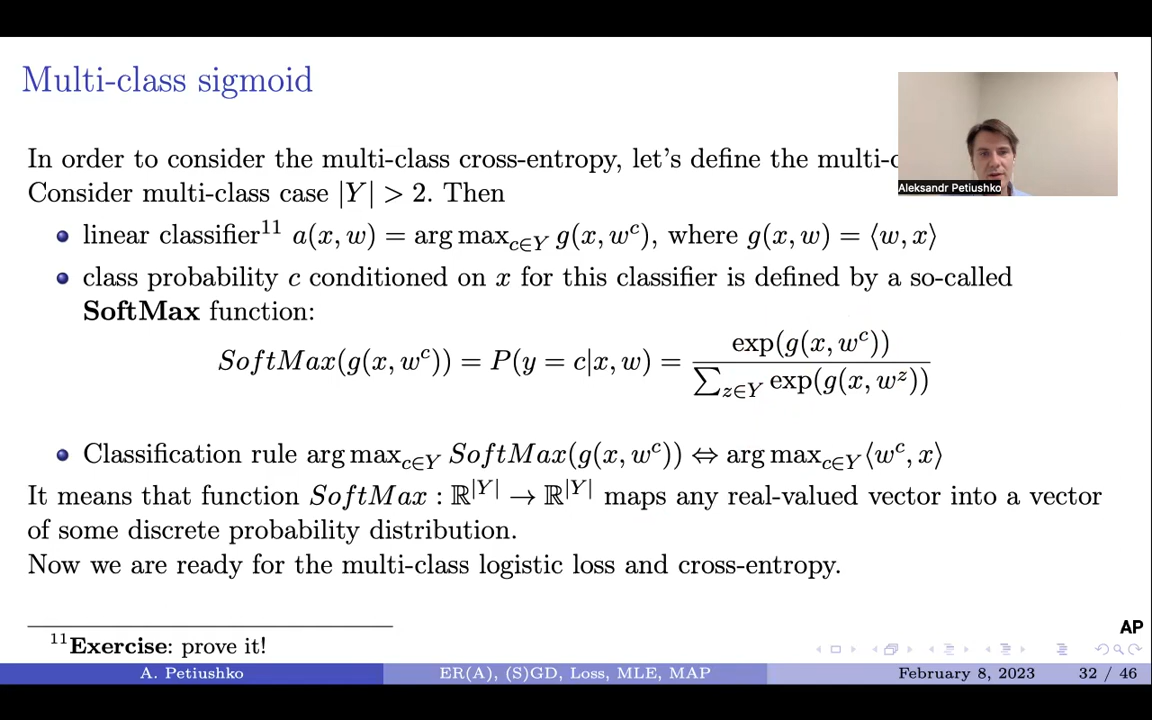 Multi-class sigmoid
In order to consider the multi-class cross-entropy, let's define the multi-c
Aleksandr Petiushko
Consider multi-class case |Y| > 2. Then
linear classifier¹¹ a(x, w) = arg max_{c∈Y} g(x, w^c), where g(x, w) = ⟨w, x⟩
class probability c conditioned on x for this classifier is defined by a so-called
SoftMax function:
SoftMax(g(x, w^c)) = P(y = c|x, w) = exp(g(x, w^c)) / ∑_{z∈Y} exp(g(x, w^z))
Classification rule arg max_{c∈Y} SoftMax(g(x, w^c)) ⇔ arg max_{c∈Y}⟨w^c, x⟩
It means that function SoftMax : ℝ^{|Y|} → ℝ^{|Y|} maps any real-valued vector into a vector
of some discrete probability distribution.
Now we are ready for the multi-class logistic loss and cross-entropy.
¹¹Exercise: prove it!
AP
A. Petiushko ER(A), (S)GD, Loss, MLE, MAP February 8, 2023 32 / 46